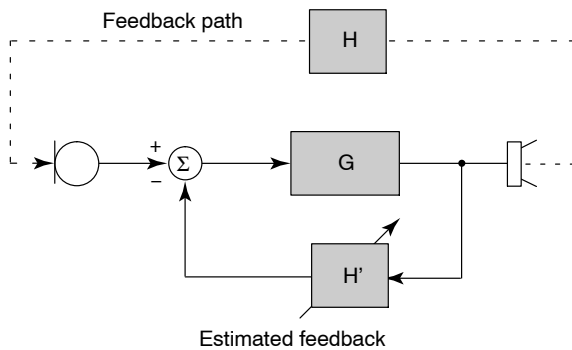 Feedback path
H
+
Σ
−
G
H'
Estimated feedback